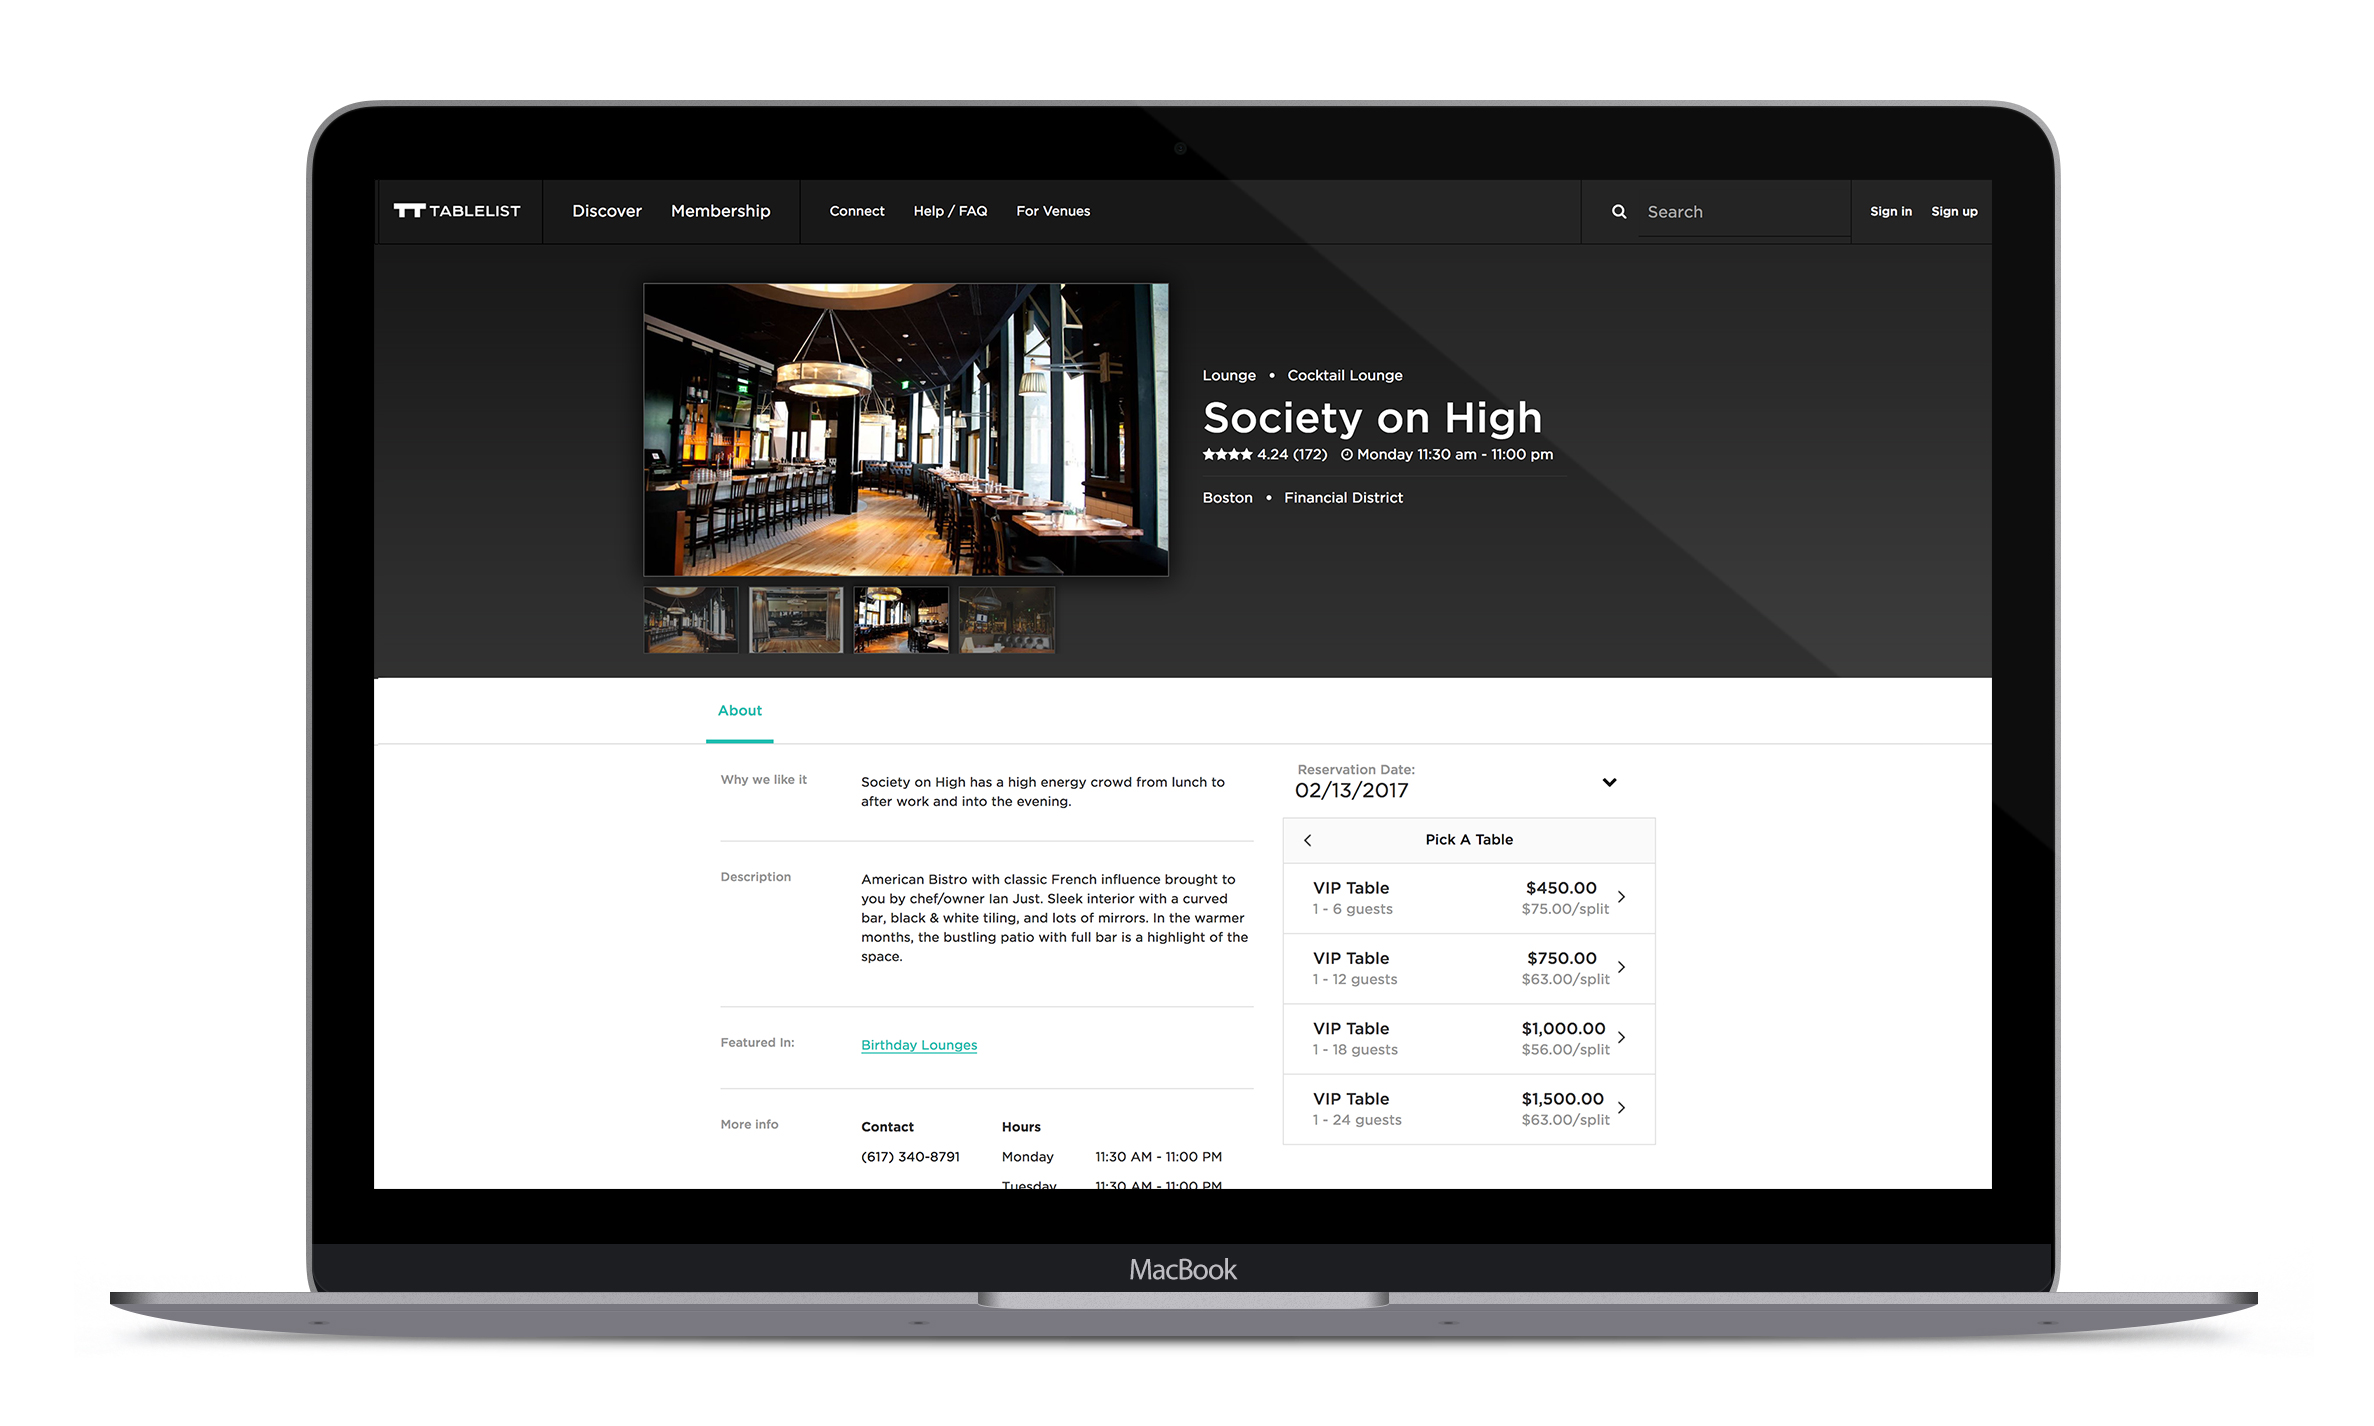 TABLELIST
Discover
Membership
Connect
Help / FAQ
For Venues
Search
Sign in
Sign up
Lounge • Cocktail Lounge
Society on High
4.24 (172) Monday 11:30 am - 11:00 pm
Boston • Financial District
About
Why we like it
Society on High has a high energy crowd from lunch to
after work and into the evening.
Description
American Bistro with classic French influence brought to
you by chef/owner Ian Just. Sleek interior with a curved
bar, black & white tiling, and lots of mirrors. In the warmer
months, the bustling patio with full bar is a highlight of the
space.
Featured In:
Birthday Lounges
More info
Contact
(617) 340-8791
Hours
Monday 11:30 AM - 11:00 PM
Tuesday 11:30 AM - 11:00 PM
Reservation Date:
02/13/2017
Pick A Table
VIP Table $450.00
1 - 6 guests $75.00/split
VIP Table $750.00
1 - 12 guests $63.00/split
VIP Table $1,000.00
1 - 18 guests $56.00/split
VIP Table $1,500.00
1 - 24 guests $63.00/split
MacBook